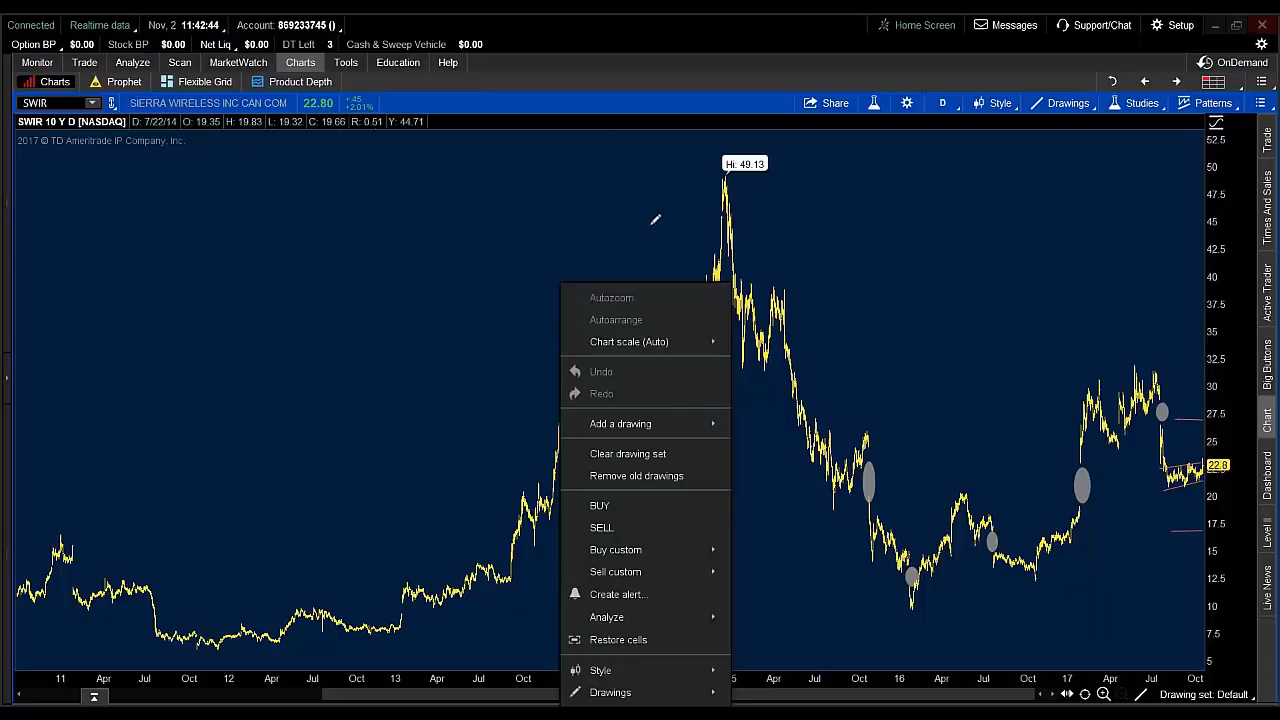 Connected Realtime data Nov, 2 11:42:44 Account: 869233745 () Home Screen Messages Support/Chat Setup
Option BP $0.00 Stock BP $0.00 Net Liq $0.00 DT Left 3 Cash & Sweep Vehicle $0.00
Monitor Trade Analyze Scan MarketWatch Charts Tools Education Help OnDemand
Charts Prophet Flexible Grid Product Depth
SWIR SIERRA WIRELESS INC CAN COM 22.80 +.45 +2.01% Share D Style Drawings Studies Patterns
SWIR 10 Y D [NASDAQ] D: 7/22/14 O: 19.35 H: 19.83 L: 19.32 C: 19.66 R: 0.51 Y: 44.71
2017 © TD Ameritrade IP Company, Inc.
Hi: 49.13
52.5
50
47.5
45
42.5
40
37.5
35
32.5
30
27.5
25
22.8
20
17.5
15
12.5
10
7.5
5
Autozoom
Autoarrange
Chart scale (Auto)
Undo
Redo
Add a drawing
Clear drawing set
Remove old drawings
BUY
SELL
Buy custom
Sell custom
Create alert...
Analyze
Restore cells
Style
Drawings
Trade
Times And Sales
Active Trader
Big Buttons
Chart
Dashboard
Level II
Live News
11 Apr Jul Oct 12 Apr Jul Oct 13 Apr Jul Oct 5 Apr Jul Oct 16 Apr Jul Oct 17 Apr Jul Oct
Drawing set: Default